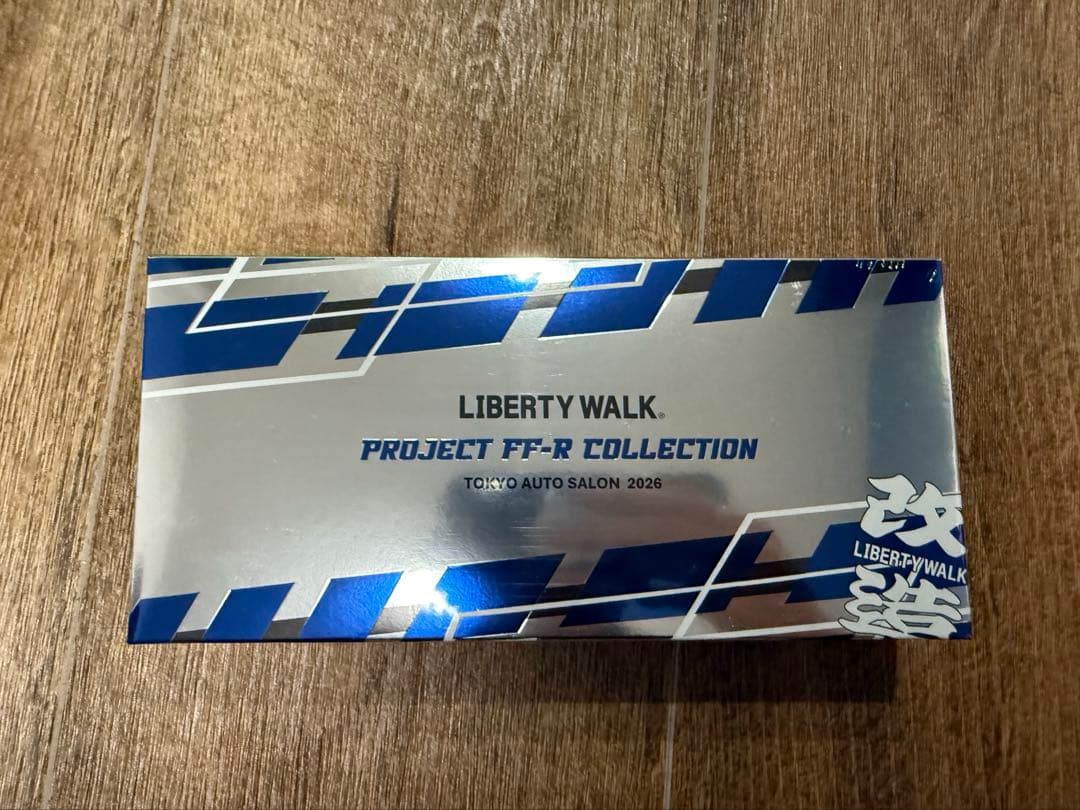 LIBERTY WALK®
PROJECT FF-R COLLECTION
TOKYO AUTO SALON 2026
改
LIBERTY WALK
造